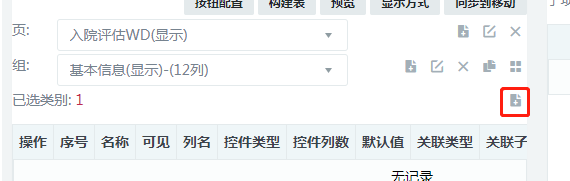 按钮配置 构建表 预览 显示方式 同步到移动
页: 入院评估WD(显示)
组: 基本信息(显示)-(12列)
已选类别: 1
操作 序号 名称 可见 列名 控件类型 控件列数 默认值 关联类型 关联子
无记录